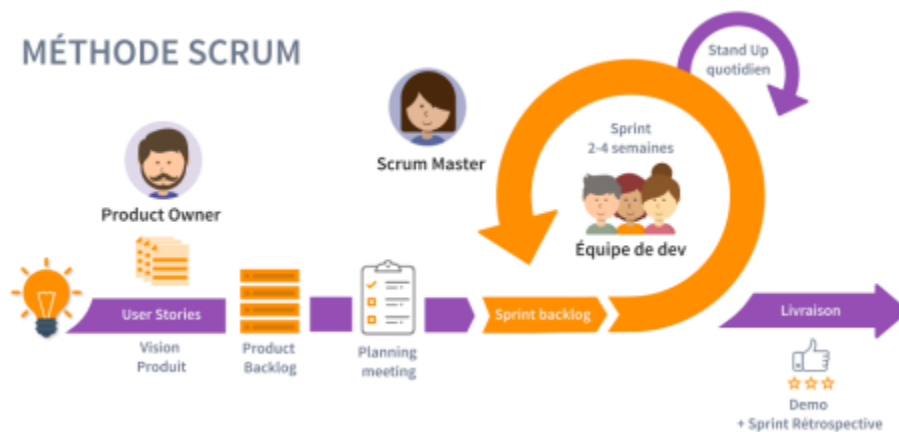 MÉTHODE SCRUM
Stand Up
quotidien
Sprint
2-4 semaines
Scrum Master
Product Owner
Équipe de dev
User Stories
Sprint backlog
Livraison
Vision
Produit
Product
Backlog
Planning
meeting
Demo
+ Sprint Rétrospective